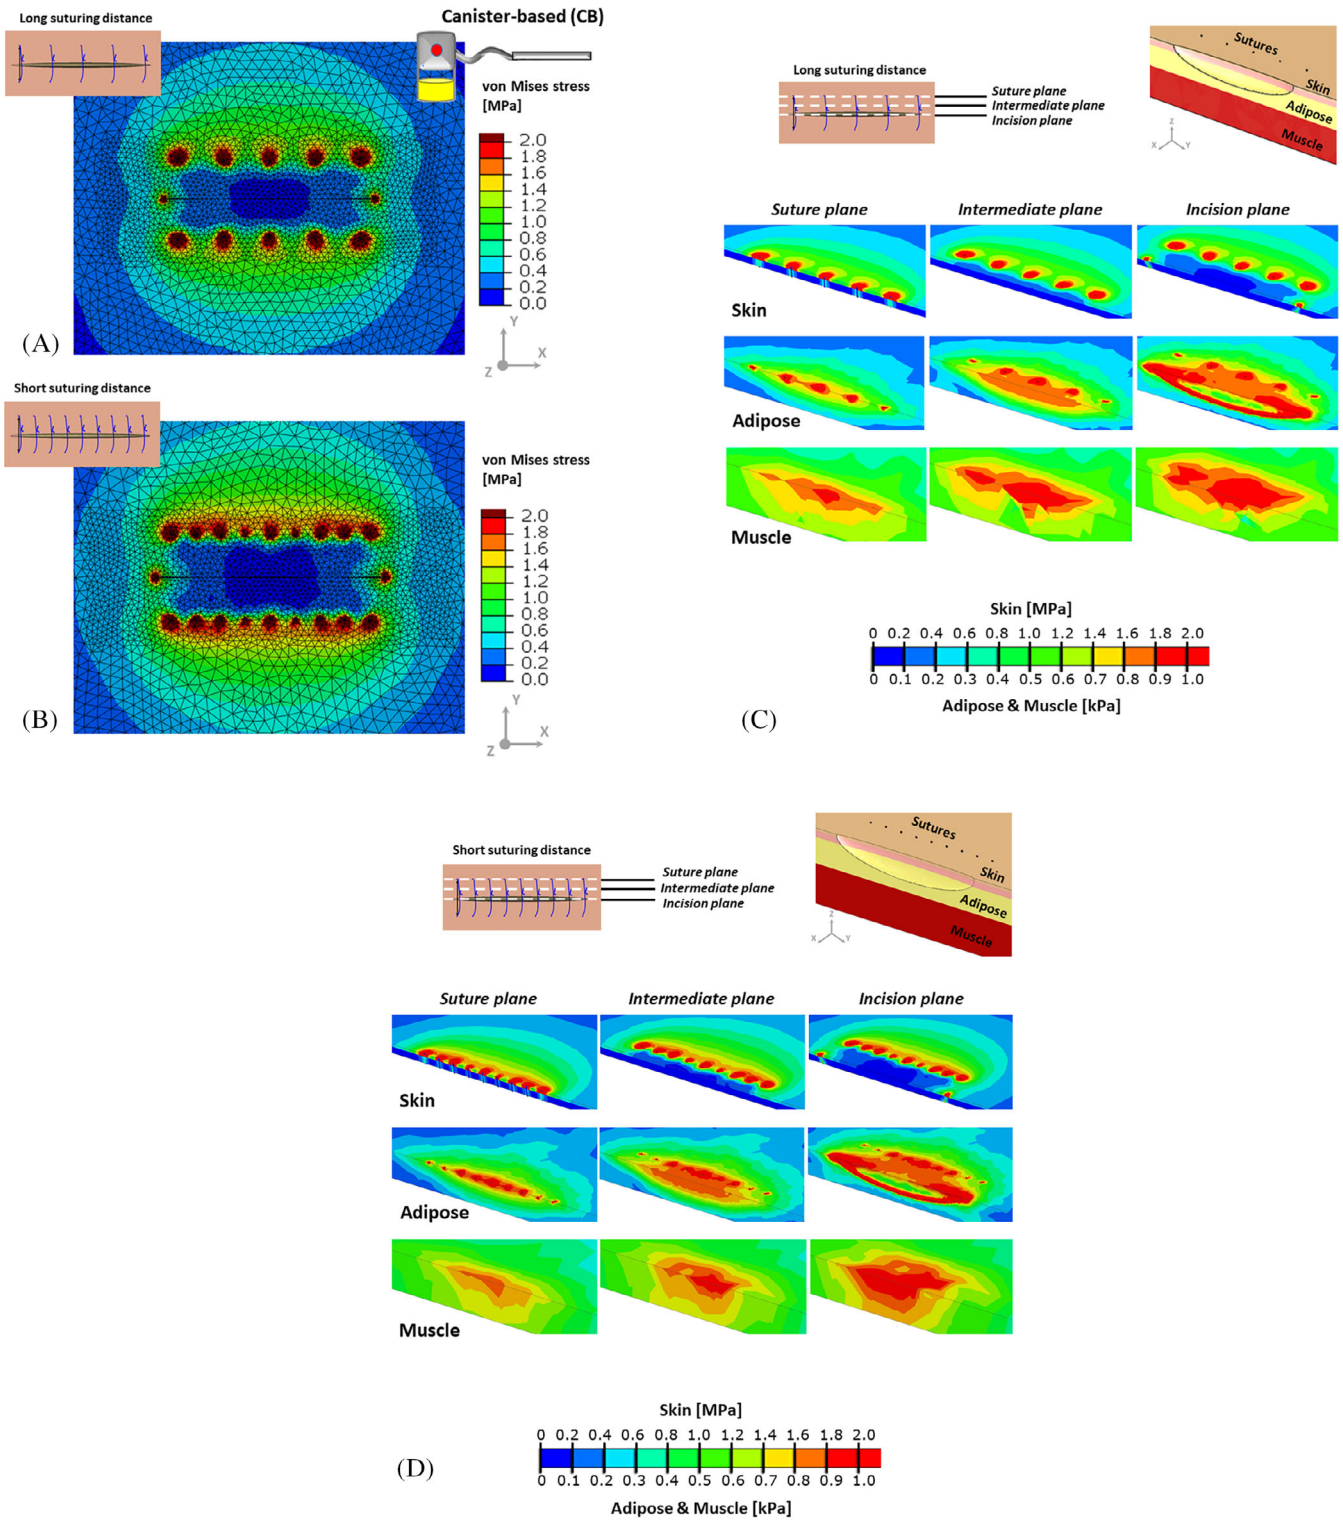 Long suturing distance
Canister-based (CB)
von Mises stress
[MPa]
2.0
1.8
1.6
1.4
1.2
1.0
0.8
0.6
0.4
0.2
0.0
Y
X
Z
(A)
Short suturing distance
von Mises stress
[MPa]
2.0
1.8
1.6
1.4
1.2
1.0
0.8
0.6
0.4
0.2
0.0
Y
X
Z
(B)
Long suturing distance
Suture plane
Intermediate plane
Incision plane
Sutures
Skin
Adipose
Muscle
Z
X Y
Suture plane Intermediate plane Incision plane
Skin
Adipose
Muscle
Skin [MPa]
0 0.2 0.4 0.6 0.8 1.0 1.2 1.4 1.6 1.8 2.0
0 0.1 0.2 0.3 0.4 0.5 0.6 0.7 0.8 0.9 1.0
Adipose & Muscle [kPa]
(C)
Short suturing distance
Suture plane
Intermediate plane
Incision plane
Sutures
Skin
Adipose
Muscle
Z
X Y
Suture plane Intermediate plane Incision plane
Skin
Adipose
Muscle
Skin [MPa]
0 0.2 0.4 0.6 0.8 1.0 1.2 1.4 1.6 1.8 2.0
0 0.1 0.2 0.3 0.4 0.5 0.6 0.7 0.8 0.9 1.0
Adipose & Muscle [kPa]
(D)